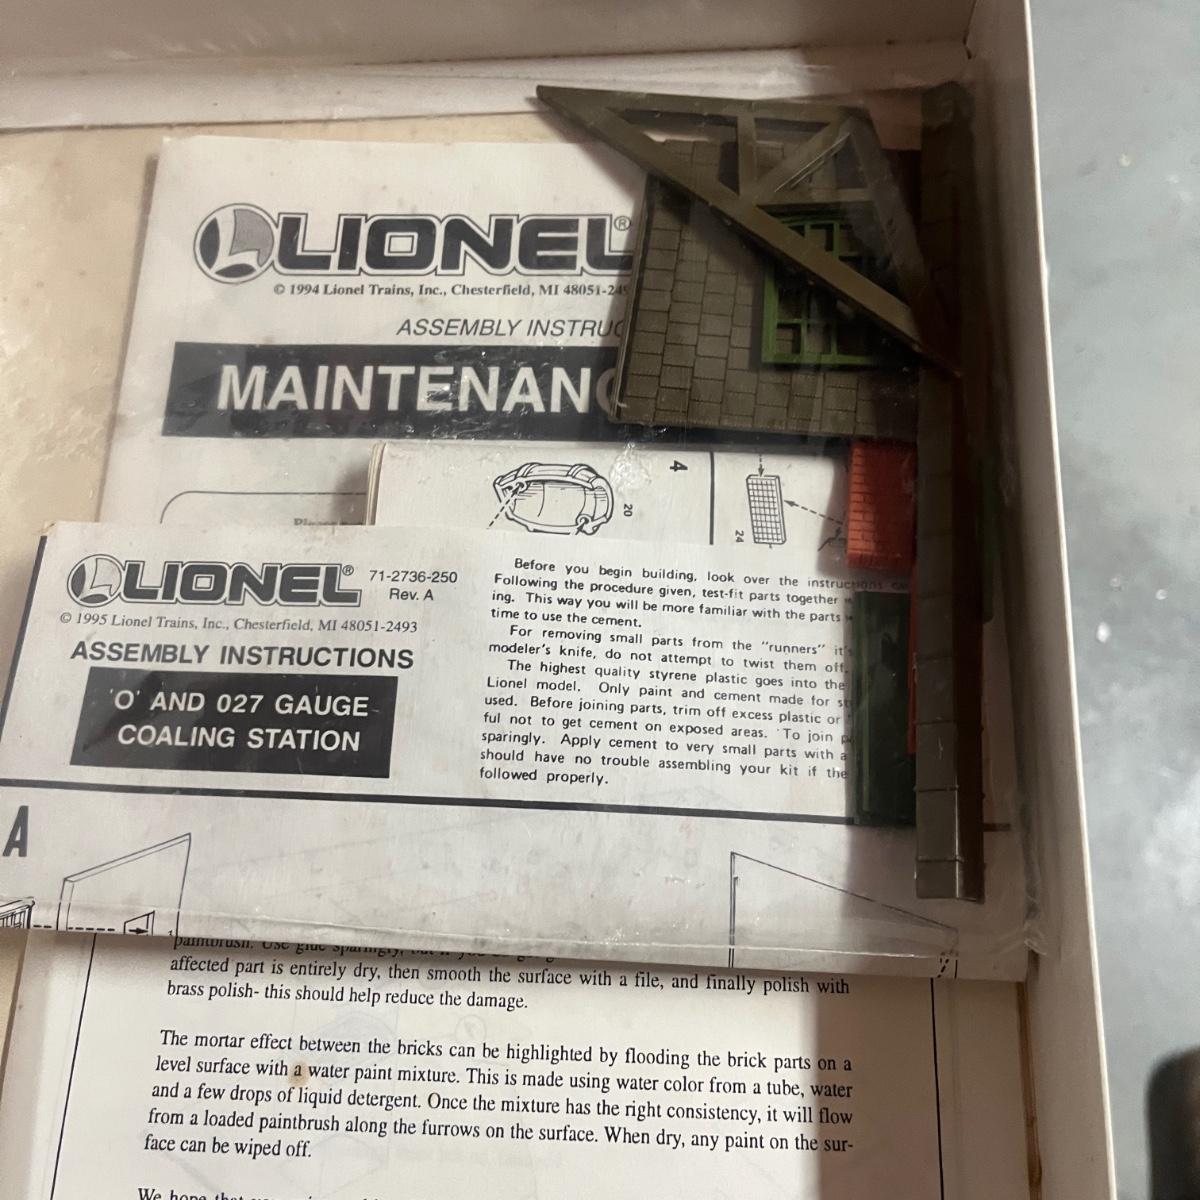 LIONEL®
© 1994 Lionel Trains, Inc., Chesterfield, MI 48051-249
ASSEMBLY INSTRUC
MAINTENANC
4
20
24
LIONEL®
71-2736-250
Rev. A
© 1995 Lionel Trains, Inc., Chesterfield, MI 48051-2493
ASSEMBLY INSTRUCTIONS
'O' AND 027 GAUGE
COALING STATION
Before you begin building, look over the instructions
Following the procedure given, test-fit parts together
ing. This way you will be more familiar with the parts
time to use the cement.
For removing small parts from the "runners" it's
modeler's knife, do not attempt to twist them off.
The highest quality styrene plastic goes into the
Lionel model. Only paint and cement made for
used. Before joining parts, trim off excess plastic or
ful not to get cement on exposed areas. To join
sparingly. Apply cement to very small parts with a
should have no trouble assembling your kit if the
followed properly.
A
paintbrush. Use glue sparingly, but if you
affected part is entirely dry, then smooth the surface with a file, and finally polish with
brass polish- this should help reduce the damage.
The mortar effect between the bricks can be highlighted by flooding the brick parts on a
level surface with a water paint mixture. This is made using water color from a tube, water
and a few drops of liquid detergent. Once the mixture has the right consistency, it will flow
from a loaded paintbrush along the furrows on the surface. When dry, any paint on the sur-
face can be wiped off.
We hope that